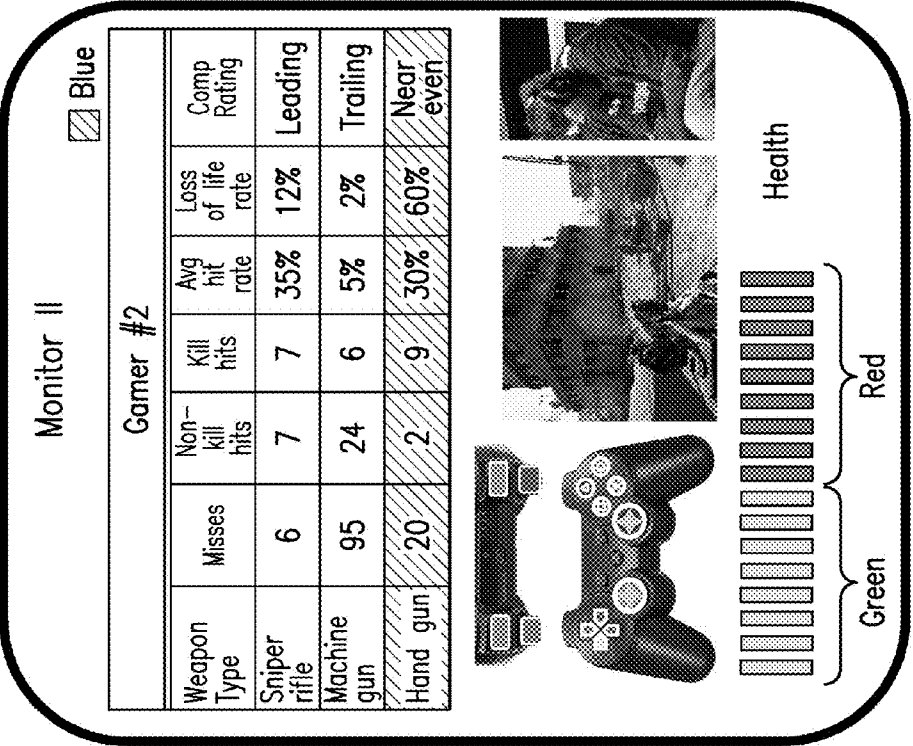 Monitor II
Blue
Gamer #2
Weapon Type Misses Non-kill hits Kill hits Avg hit rate Loss of life rate Comp Rating
Sniper rifle 6 7 7 35% 12% Leading
Machine gun 95 24 6 5% 2% Trailing
Hand gun 20 2 9 30% 60% Near even
Health
Green Red